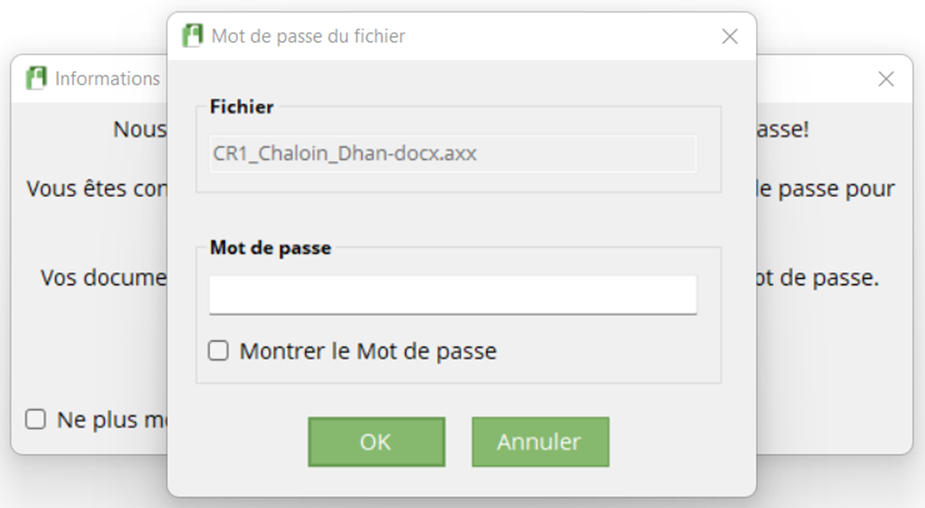 Mot de passe du fichier
Informations
Fichier
Nous
asse!
CR1_Chaloin_Dhan-docx.axx
Vous êtes con
le passe pour
Mot de passe
Vos docume
ot de passe.
Montrer le Mot de passe
Ne plus m
OK
Annuler